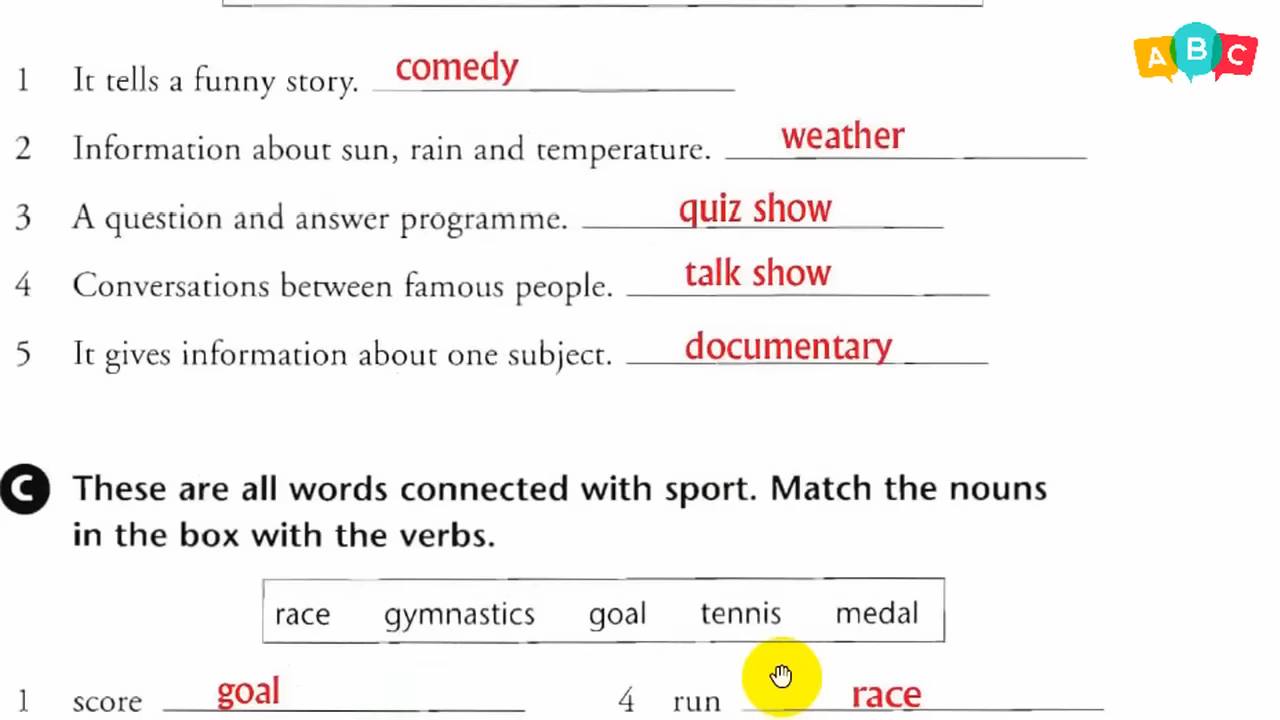 A B C
1 It tells a funny story. comedy
2 Information about sun, rain and temperature. weather
3 A question and answer programme. quiz show
4 Conversations between famous people. talk show
5 It gives information about one subject. documentary
C These are all words connected with sport. Match the nouns
in the box with the verbs.
race gymnastics goal tennis medal
1 score goal 4 run race